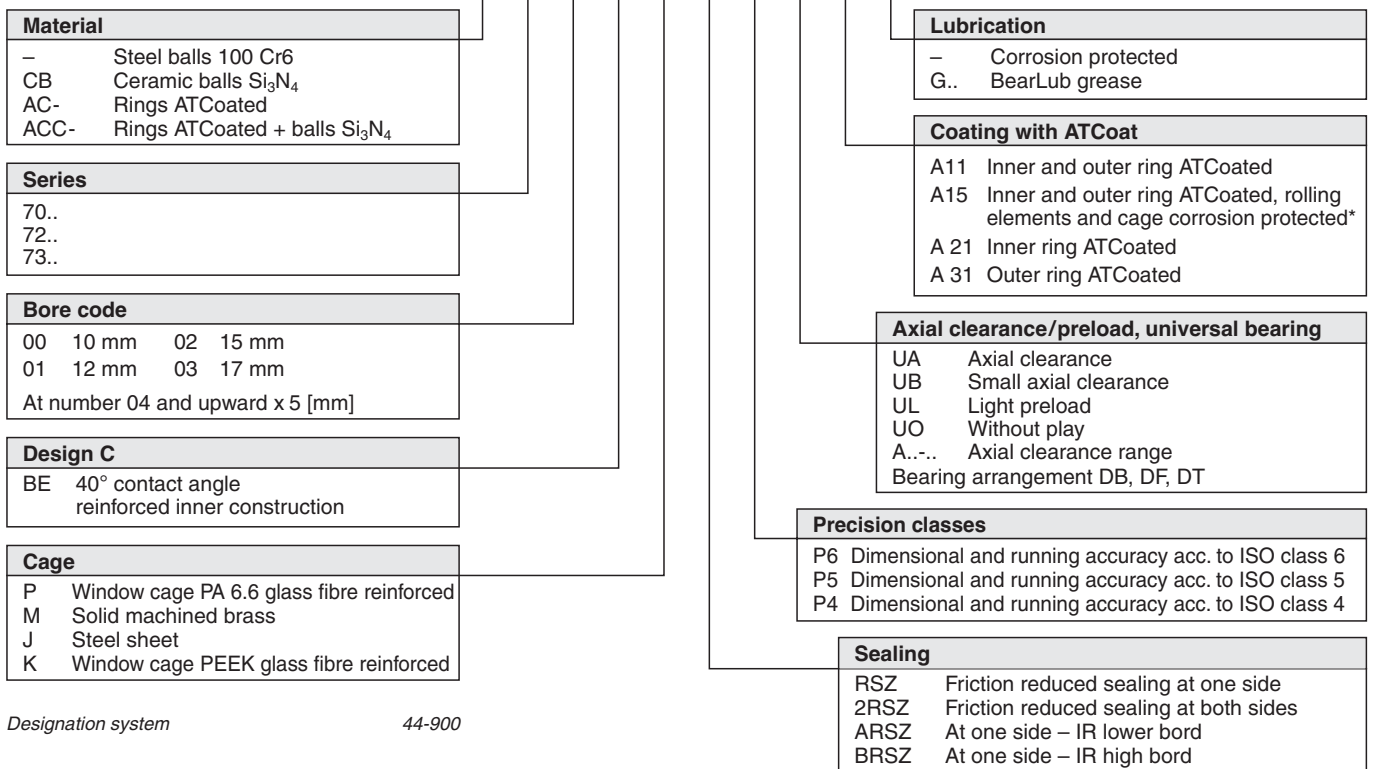 Material
– Steel balls 100 Cr6
CB Ceramic balls Si₃N₄
AC- Rings ATCoated
ACC- Rings ATCoated + balls Si₃N₄
Series
70..
72..
73..
Bore code
00 10 mm 02 15 mm
01 12 mm 03 17 mm
At number 04 and upward x 5 [mm]
Design C
BE 40° contact angle
reinforced inner construction
Cage
P Window cage PA 6.6 glass fibre reinforced
M Solid machined brass
J Steel sheet
K Window cage PEEK glass fibre reinforced
Designation system 44-900
Lubrication
– Corrosion protected
G.. BearLub grease
Coating with ATCoat
A11 Inner and outer ring ATCoated
A15 Inner and outer ring ATCoated, rolling
elements and cage corrosion protected*
A 21 Inner ring ATCoated
A 31 Outer ring ATCoated
Axial clearance/preload, universal bearing
UA Axial clearance
UB Small axial clearance
UL Light preload
UO Without play
A..-.. Axial clearance range
Bearing arrangement DB, DF, DT
Precision classes
P6 Dimensional and running accuracy acc. to ISO class 6
P5 Dimensional and running accuracy acc. to ISO class 5
P4 Dimensional and running accuracy acc. to ISO class 4
Sealing
RSZ Friction reduced sealing at one side
2RSZ Friction reduced sealing at both sides
ARSZ At one side – IR lower bord
BRSZ At one side – IR high bord